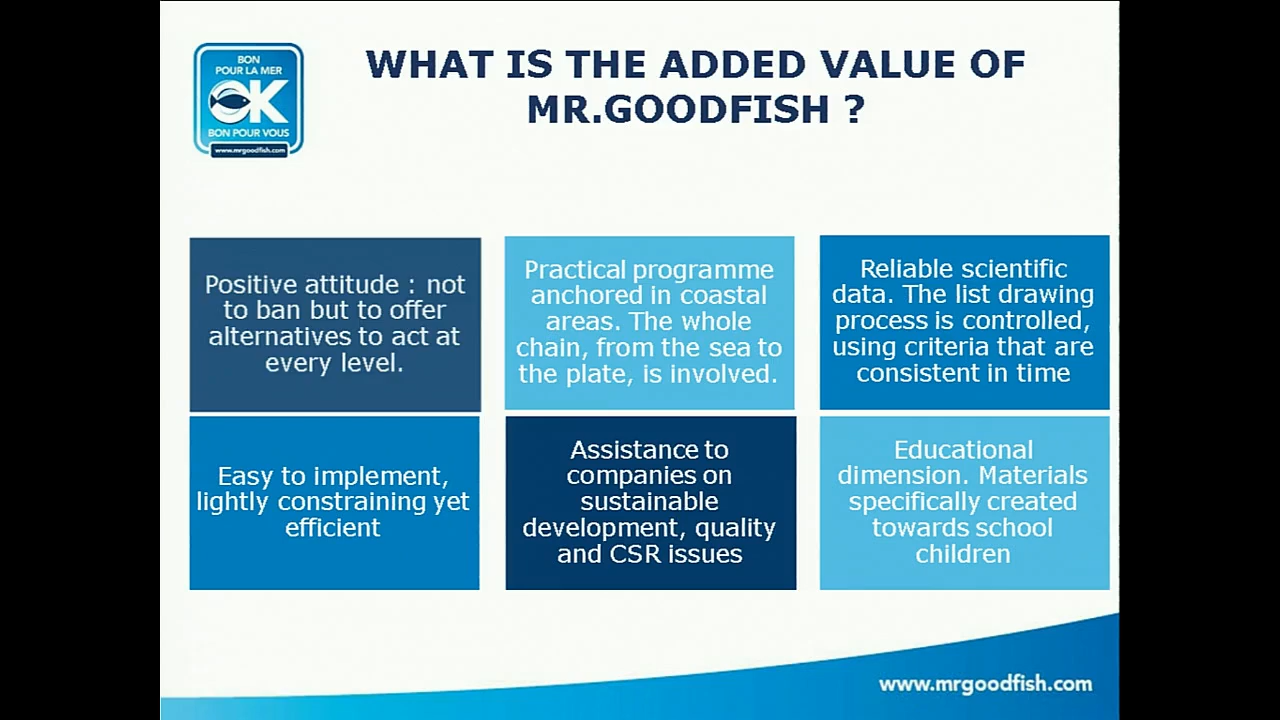 BON
POUR LA MER
OK
BON POUR VOUS
www.mrgoodfish.com
WHAT IS THE ADDED VALUE OF
MR.GOODFISH ?
Positive attitude : not
to ban but to offer
alternatives to act at
every level.
Practical programme
anchored in coastal
areas. The whole
chain, from the sea to
the plate, is involved.
Reliable scientific
data. The list drawing
process is controlled,
using criteria that are
consistent in time
Easy to implement,
lightly constraining yet
efficient
Assistance to
companies on
sustainable
development, quality
and CSR issues
Educational
dimension. Materials
specifically created
towards school
children
www.mrgoodfish.com